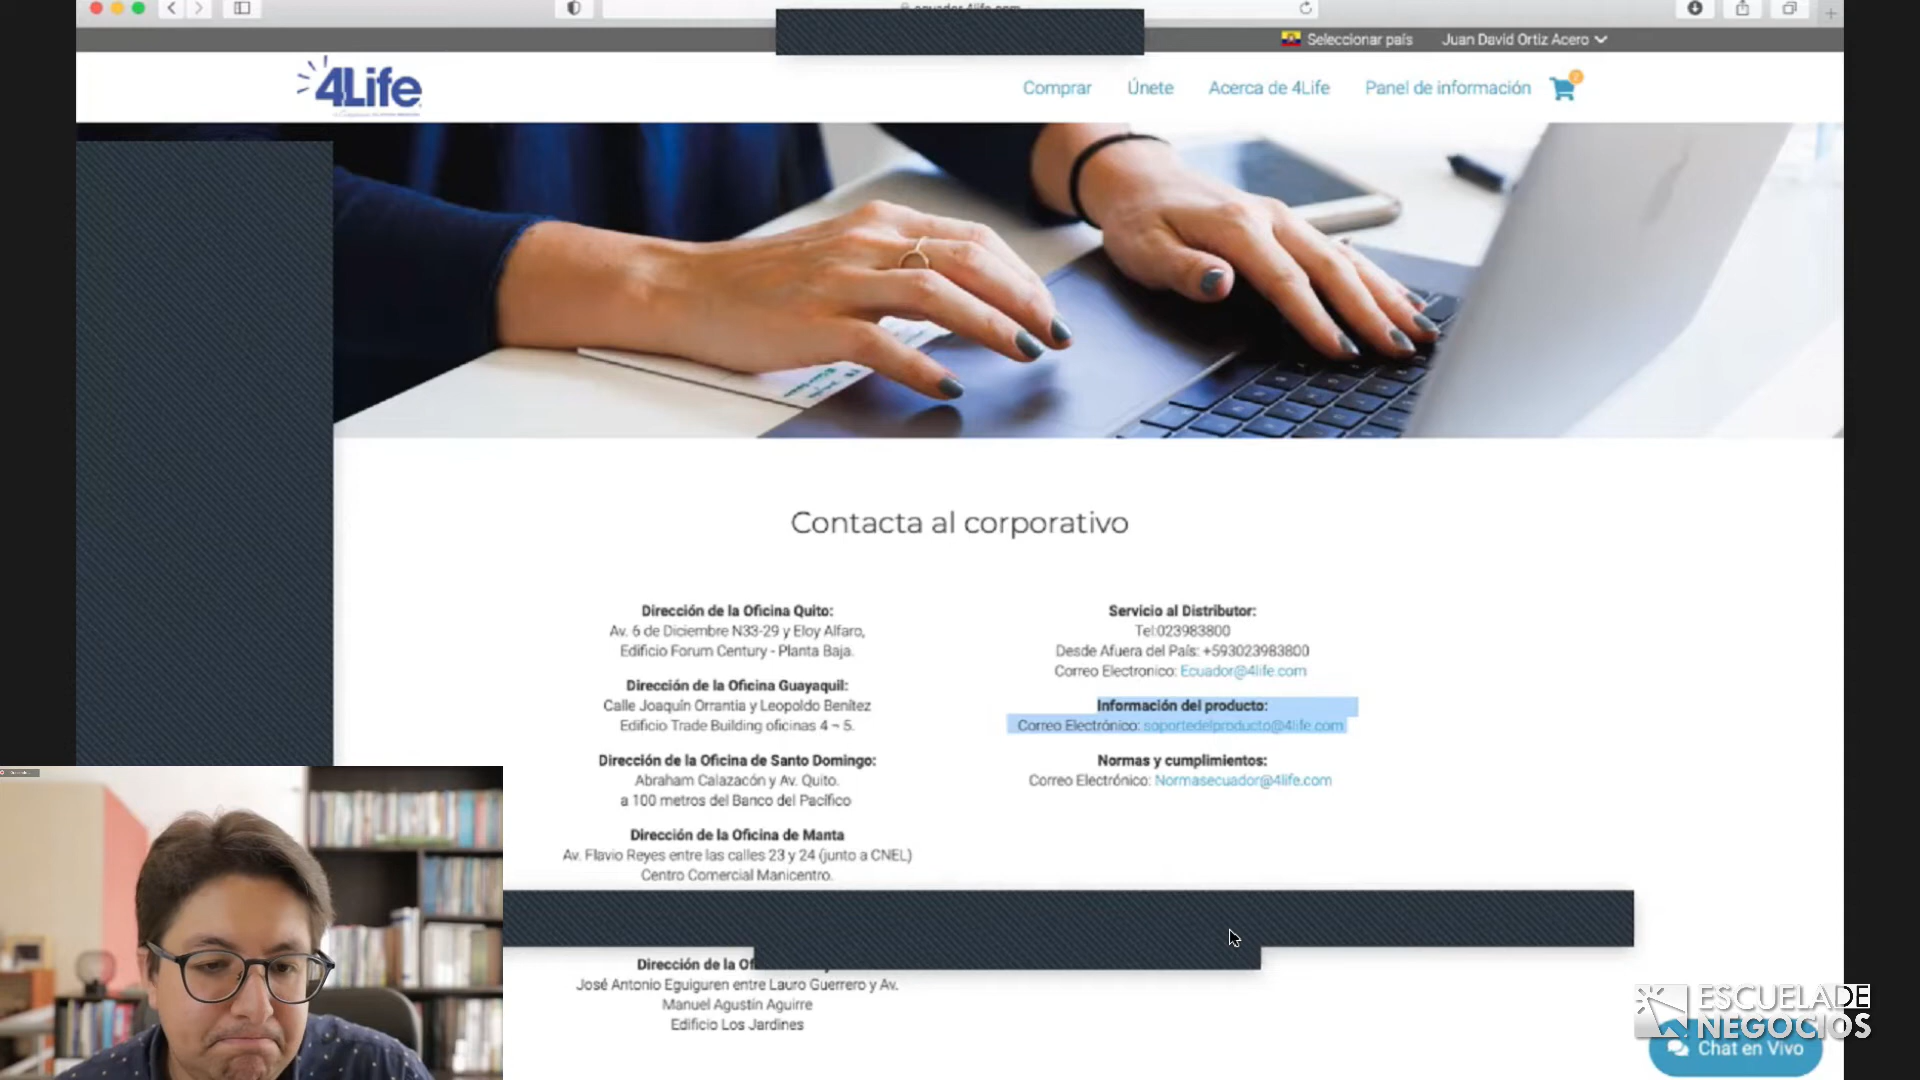 Seleccionar país
Juan David Ortiz Acero
4Life
Comprar
Únete
Acerca de 4Life
Panel de información
Contacta al corporativo
Dirección de la Oficina Quito:
Av. 6 de Diciembre N33-29 y Eloy Alfaro,
Edificio Forum Century - Planta Baja.
Dirección de la Oficina Guayaquil:
Calle Joaquín Orrantia y Leopoldo Benítez
Edificio Trade Building oficinas 4 – 5.
Dirección de la Oficina de Santo Domingo:
Abraham Calazacón y Av. Quito.
a 100 metros del Banco del Pacífico
Dirección de la Oficina de Manta
Av. Flavio Reyes entre las calles 23 y 24 (junto a CNEL)
Centro Comercial Manicentro.
Dirección de la
José Antonio Eguiguren entre Lauro Guerrero y Av.
Manuel Agustín Aguirre
Edificio Los Jardines
Servicio al Distributor:
Tel:023983800
Desde Afuera del País: +593023983800
Correo Electronico: Ecuador@4life.com
Información del producto:
Correo Electrónico: soportedelproducto@4life.com
Normas y cumplimientos:
Correo Electrónico: Normasecuador@4life.com
ESCUELA DE
NEGOCIOS
Chat en Vivo